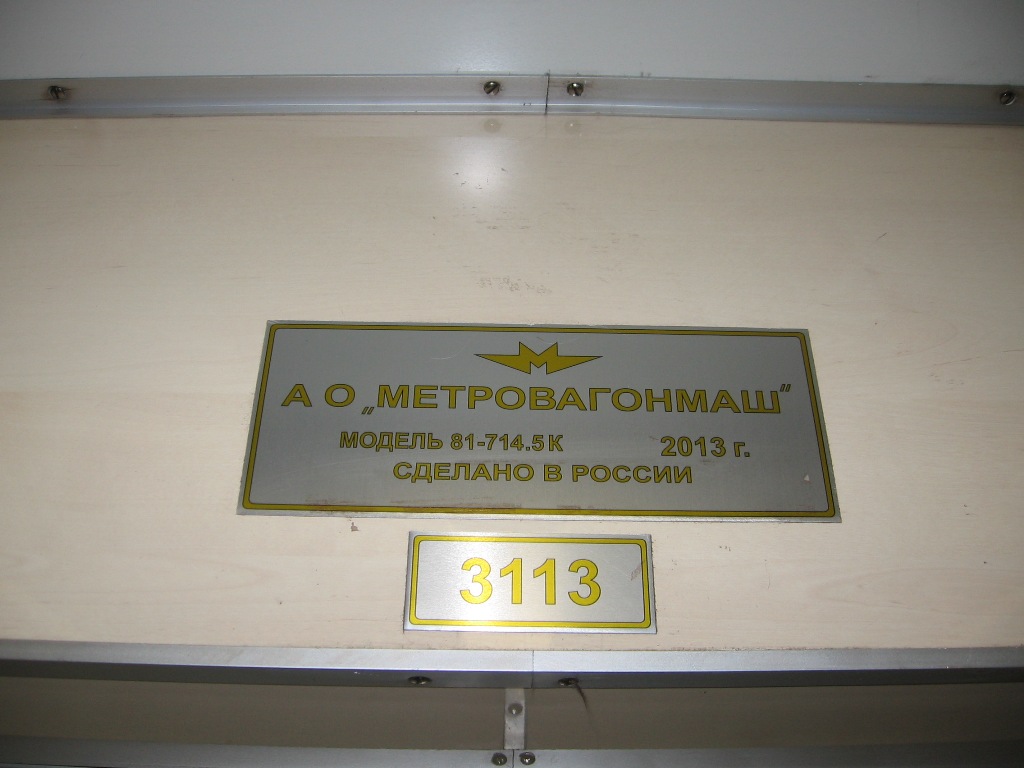 М
А О „МЕТРОВАГОНМАШ"
МОДЕЛЬ 81-714.5К 2013 г.
СДЕЛАНО В РОССИИ
3113